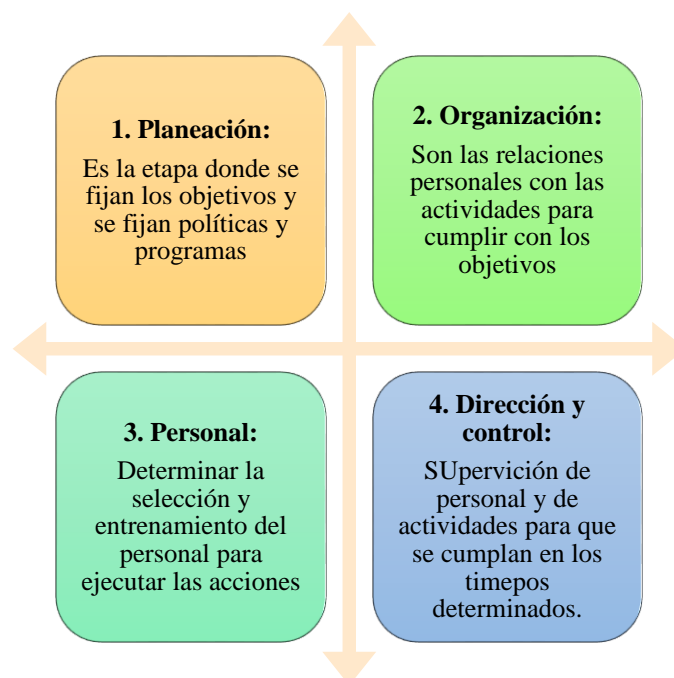 1. Planeación:
Es la etapa donde se
fijan los objetivos y
se fijan políticas y
programas
2. Organización:
Son las relaciones
personales con las
actividades para
cumplir con los
objetivos
3. Personal:
Determinar la
selección y
entrenamiento del
personal para
ejecutar las acciones
4. Dirección y
control:
SUpervición de
personal y de
actividades para que
se cumplan en los
timepos
determinados.